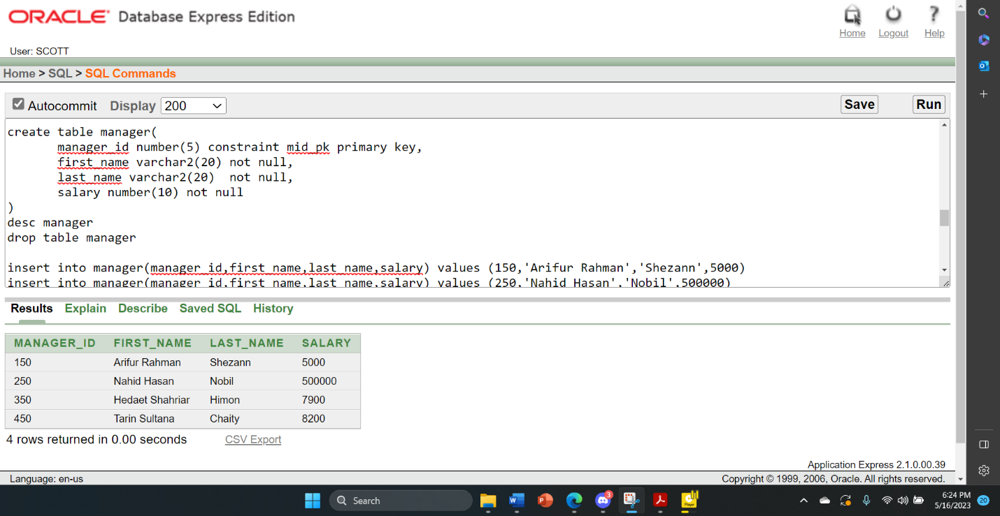 ORACLE Database Express Edition
Home Logout Help
User: SCOTT
Home > SQL > SQL Commands
Autocommit Display 200 Save Run
create table manager(
manager_id number(5) constraint mid_pk primary key,
first_name varchar2(20) not null,
last_name varchar2(20)  not null,
salary number(10) not null
)
desc manager
drop table manager
insert into manager(manager_id,first_name,last_name,salary) values (150,'Arifur Rahman','Shezann',5000)
insert into manager(manager_id,first_name,last_name,salary) values (250,'Nahid Hasan','Nobil',500000)
Results Explain Describe Saved SQL History
MANAGER_ID FIRST_NAME LAST_NAME SALARY
150 Arifur Rahman Shezann 5000
250 Nahid Hasan Nobil 500000
350 Hedaet Shahriar Himon 7900
450 Tarin Sultana Chaity 8200
4 rows returned in 0.00 seconds CSV Export
Application Express 2.1.0.00.39
Language: en-us Copyright © 1999, 2006, Oracle. All rights reserved.
Search
3
6:24 PM
5/16/2023
20